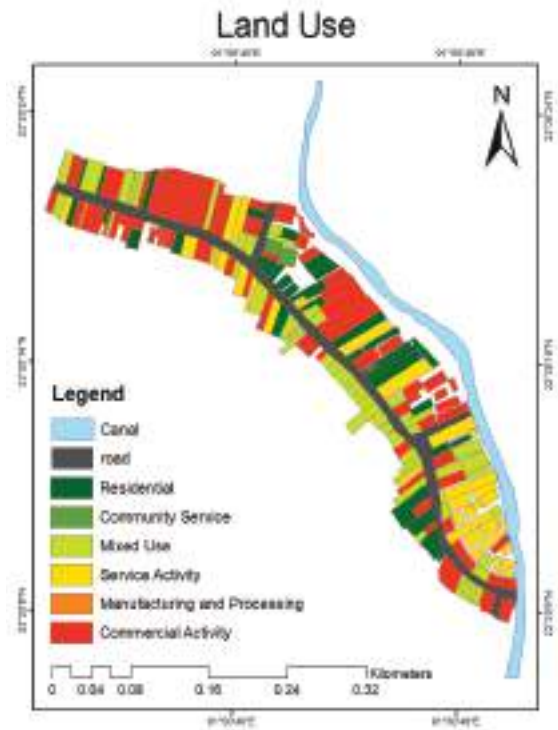 Land Use
N
Legend
Canal
road
Residential
Community Service
Mixed Use
Service Activity
Manufacturing and Processing
Commercial Activity
Kilometers
0 0.04 0.08 0.16 0.24 0.32